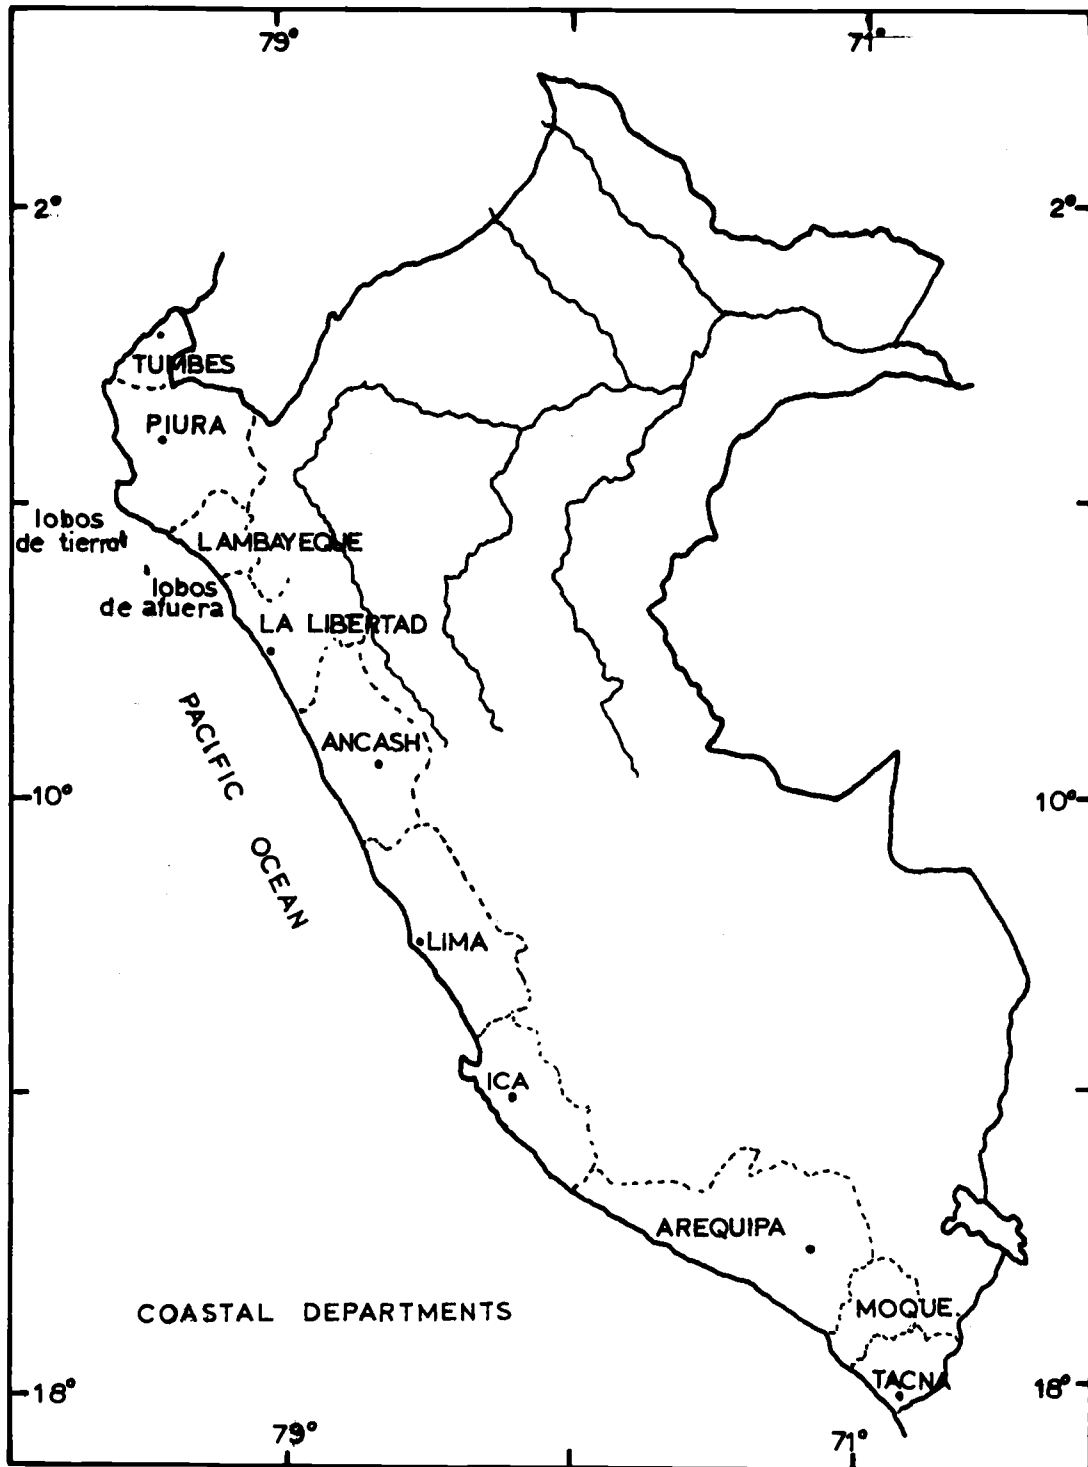 79°
71°
2°
2°
TUMBES
PIURA
lobos
de tierra
LAMBAYEQUE
lobos
de afuera
LA LIBERTAD
PACIFIC OCEAN
ANCASH
10°
10°
LIMA
ICA
AREQUIPA
COASTAL DEPARTMENTS
MOQUE.
TACNA
18°
18°
79°
71°